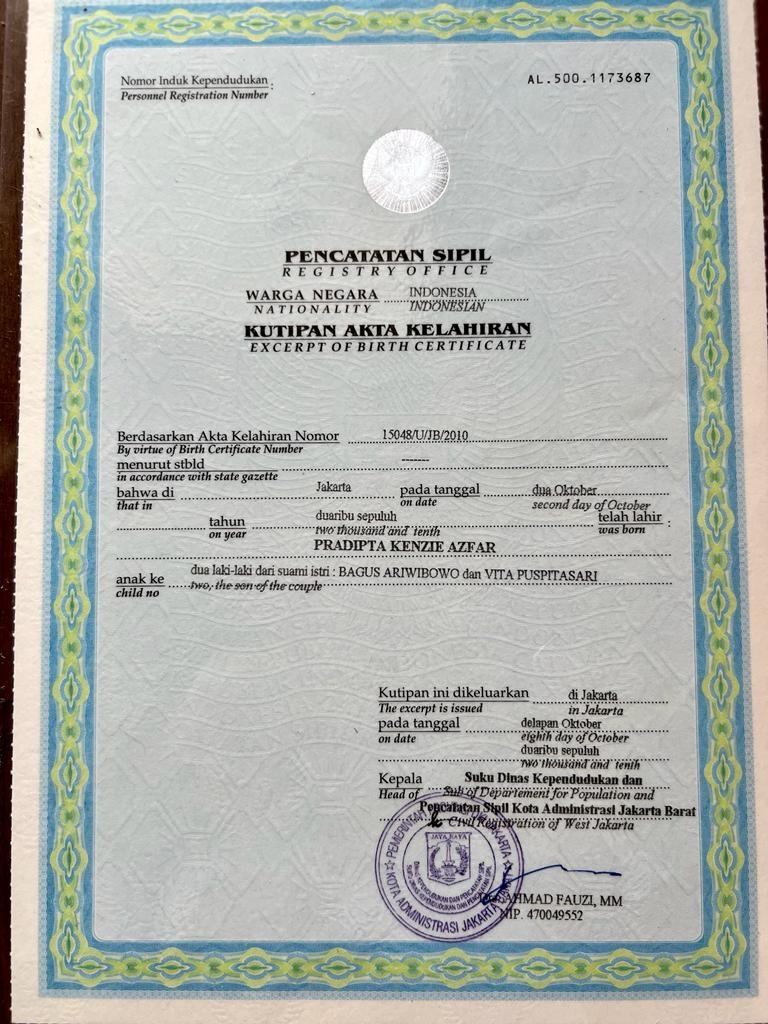 Nomor Induk Kependudukan :
Personnel Registration Number
AL.500.1173687
PENCATATAN SIPIL
REGISTRY OFFICE
WARGA NEGARA INDONESIA
NATIONALITY INDONESIAN
KUTIPAN AKTA KELAHIRAN
EXCERPT OF BIRTH CERTIFICATE
Berdasarkan Akta Kelahiran Nomor 15048/U/JB/2010
By virtue of Birth Certificate Number
menurut stbld -------
in accordance with state gazette
bahwa di Jakarta pada tanggal dua Oktober
that in on date second day of October
tahun duaribu sepuluh telah lahir :
on year two thousand and tenth was born
PRADIPTA KENZIE AZFAR
anak ke dua laki-laki dari suami istri : BAGUS ARIWIBOWO dan VITA PUSPITASARI
child no two, the son of the couple
Kutipan ini dikeluarkan di Jakarta
The excerpt is issued in Jakarta
pada tanggal delapan Oktober
on date eighth day of October
duaribu sepuluh
two thousand and tenth
Kepala Suku Dinas Kependudukan dan
Head of Sub of Departement for Population and
Pencatatan Sipil Kota Administrasi Jakarta Barat
Civil Registration of West Jakarta
JAYA RAYA
KOTA ADMINISTRASI JAKARTA
AHMAD FAUZI, MM
NIP. 470049552